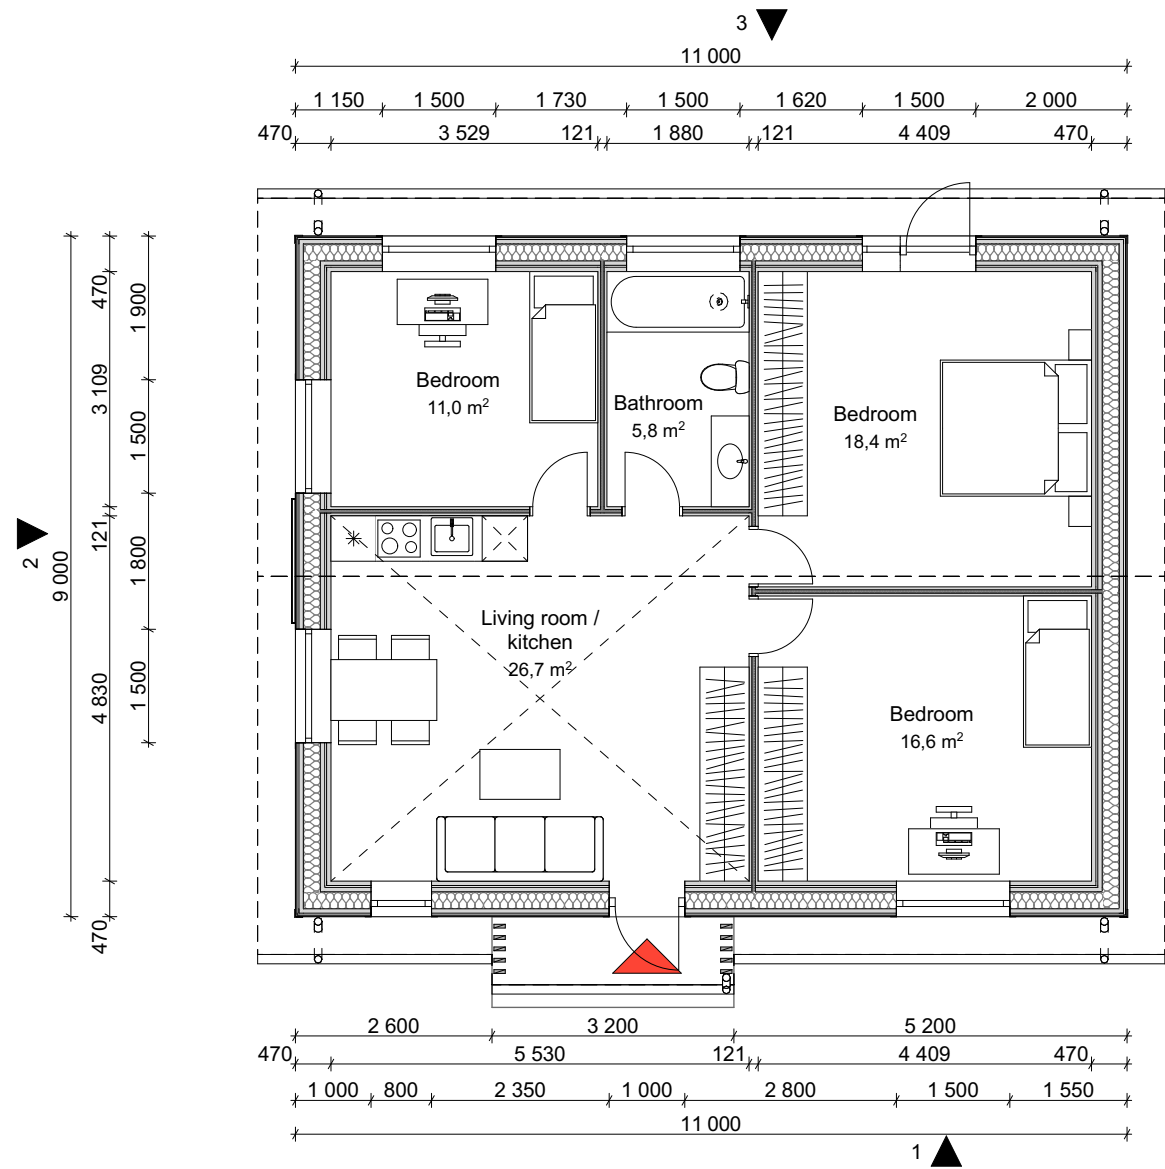 3
11 000
1 150 1 500 1 730 1 500 1 620 1 500 2 000
470 3 529 121 1 880 121 4 409 470
470
1 900
3 109
1 500
121
1 800
9 000
4 830
1 500
470
2
Bedroom
11,0 m²
Bathroom
5,8 m²
Bedroom
18,4 m²
Living room /
kitchen
26,7 m²
Bedroom
16,6 m²
2 600 3 200 5 200
470 5 530 121 4 409 470
1 000 800 2 350 1 000 2 800 1 500 1 550
11 000
1